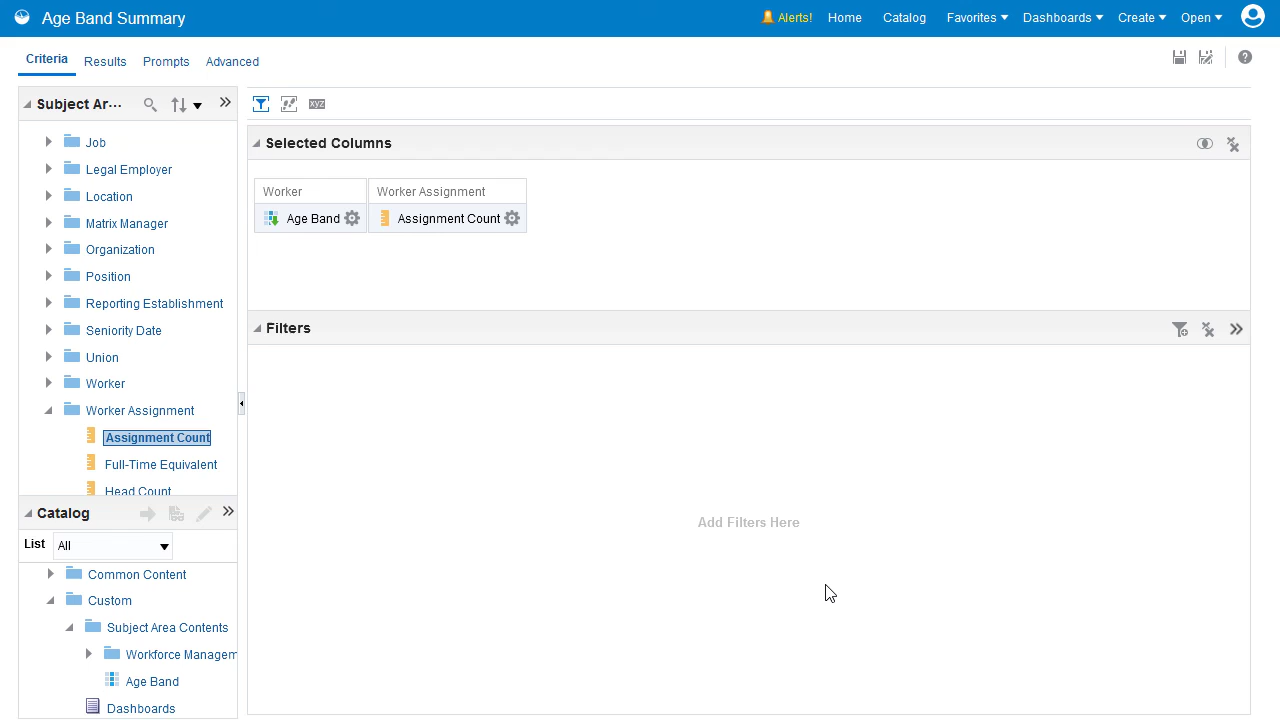 Age Band Summary
Alerts!
Home
Catalog
Favorites
Dashboards
Create
Open
Criteria
Results
Prompts
Advanced
Subject Ar...
xyz
Job
Legal Employer
Location
Matrix Manager
Organization
Position
Reporting Establishment
Seniority Date
Union
Worker
Worker Assignment
Assignment Count
Full-Time Equivalent
Head Count
Catalog
List All
Common Content
Custom
Subject Area Contents
Workforce Managem
Age Band
Dashboards
Selected Columns
Worker
Worker Assignment
Age Band
Assignment Count
Filters
Add Filters Here